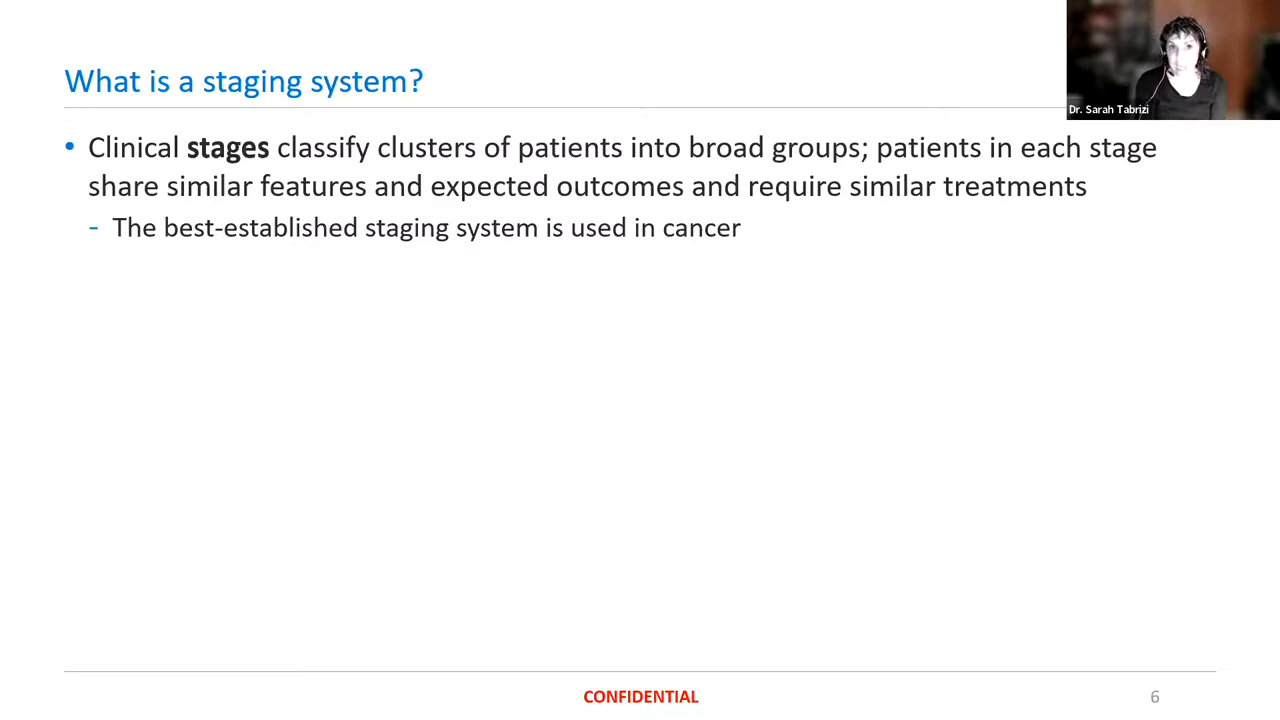 What is a staging system?
Dr. Sarah Tabrizi
• Clinical stages classify clusters of patients into broad groups; patients in each stage
share similar features and expected outcomes and require similar treatments
- The best-established staging system is used in cancer
CONFIDENTIAL
6